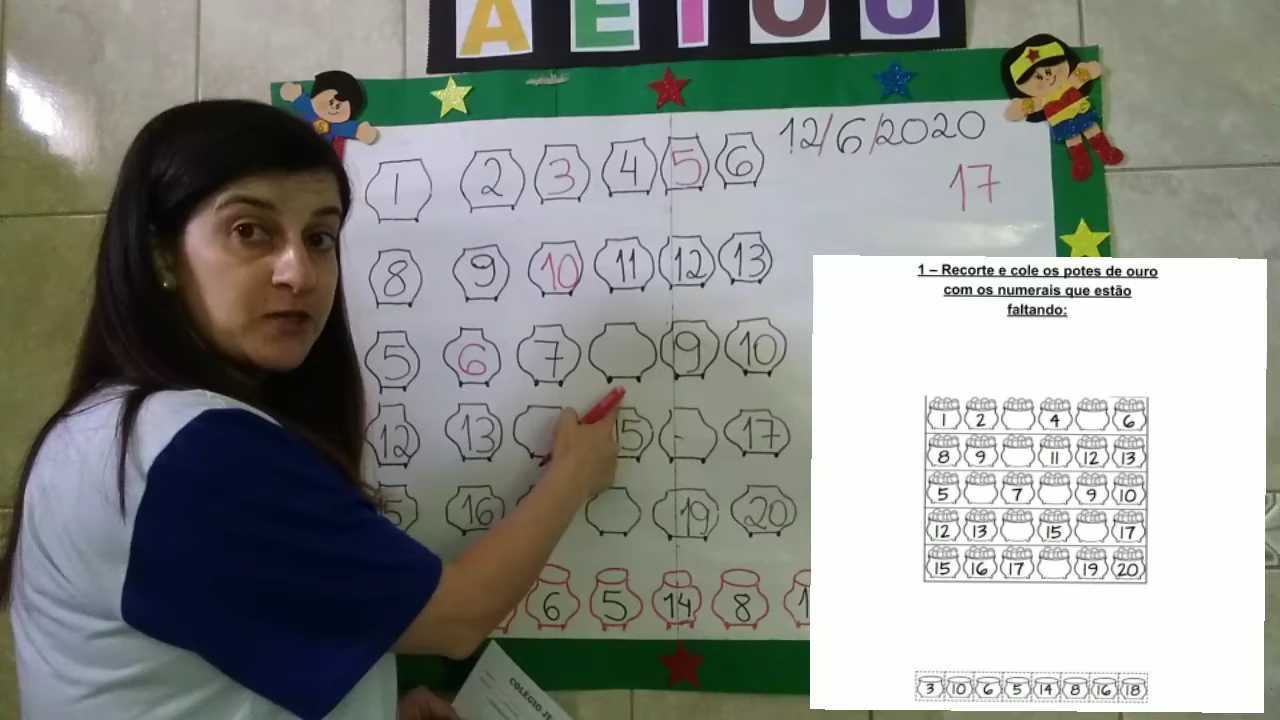 A E I O U
12/6/2020
17
1 2 3 4 5 6
8 9 10 11 12 13
5 6 7 19 10
12 13 15 17
15 16 19 20
6 5 14 8
COLÉGIO
1 – Recorte e cole os potes de ouro
com os numerais que estão
faltando:
1 2 4 6
8 9 11 12 13
5 7 9 10
12 13 15 17
15 16 17 19 20
3 10 6 5 14 8 16 18